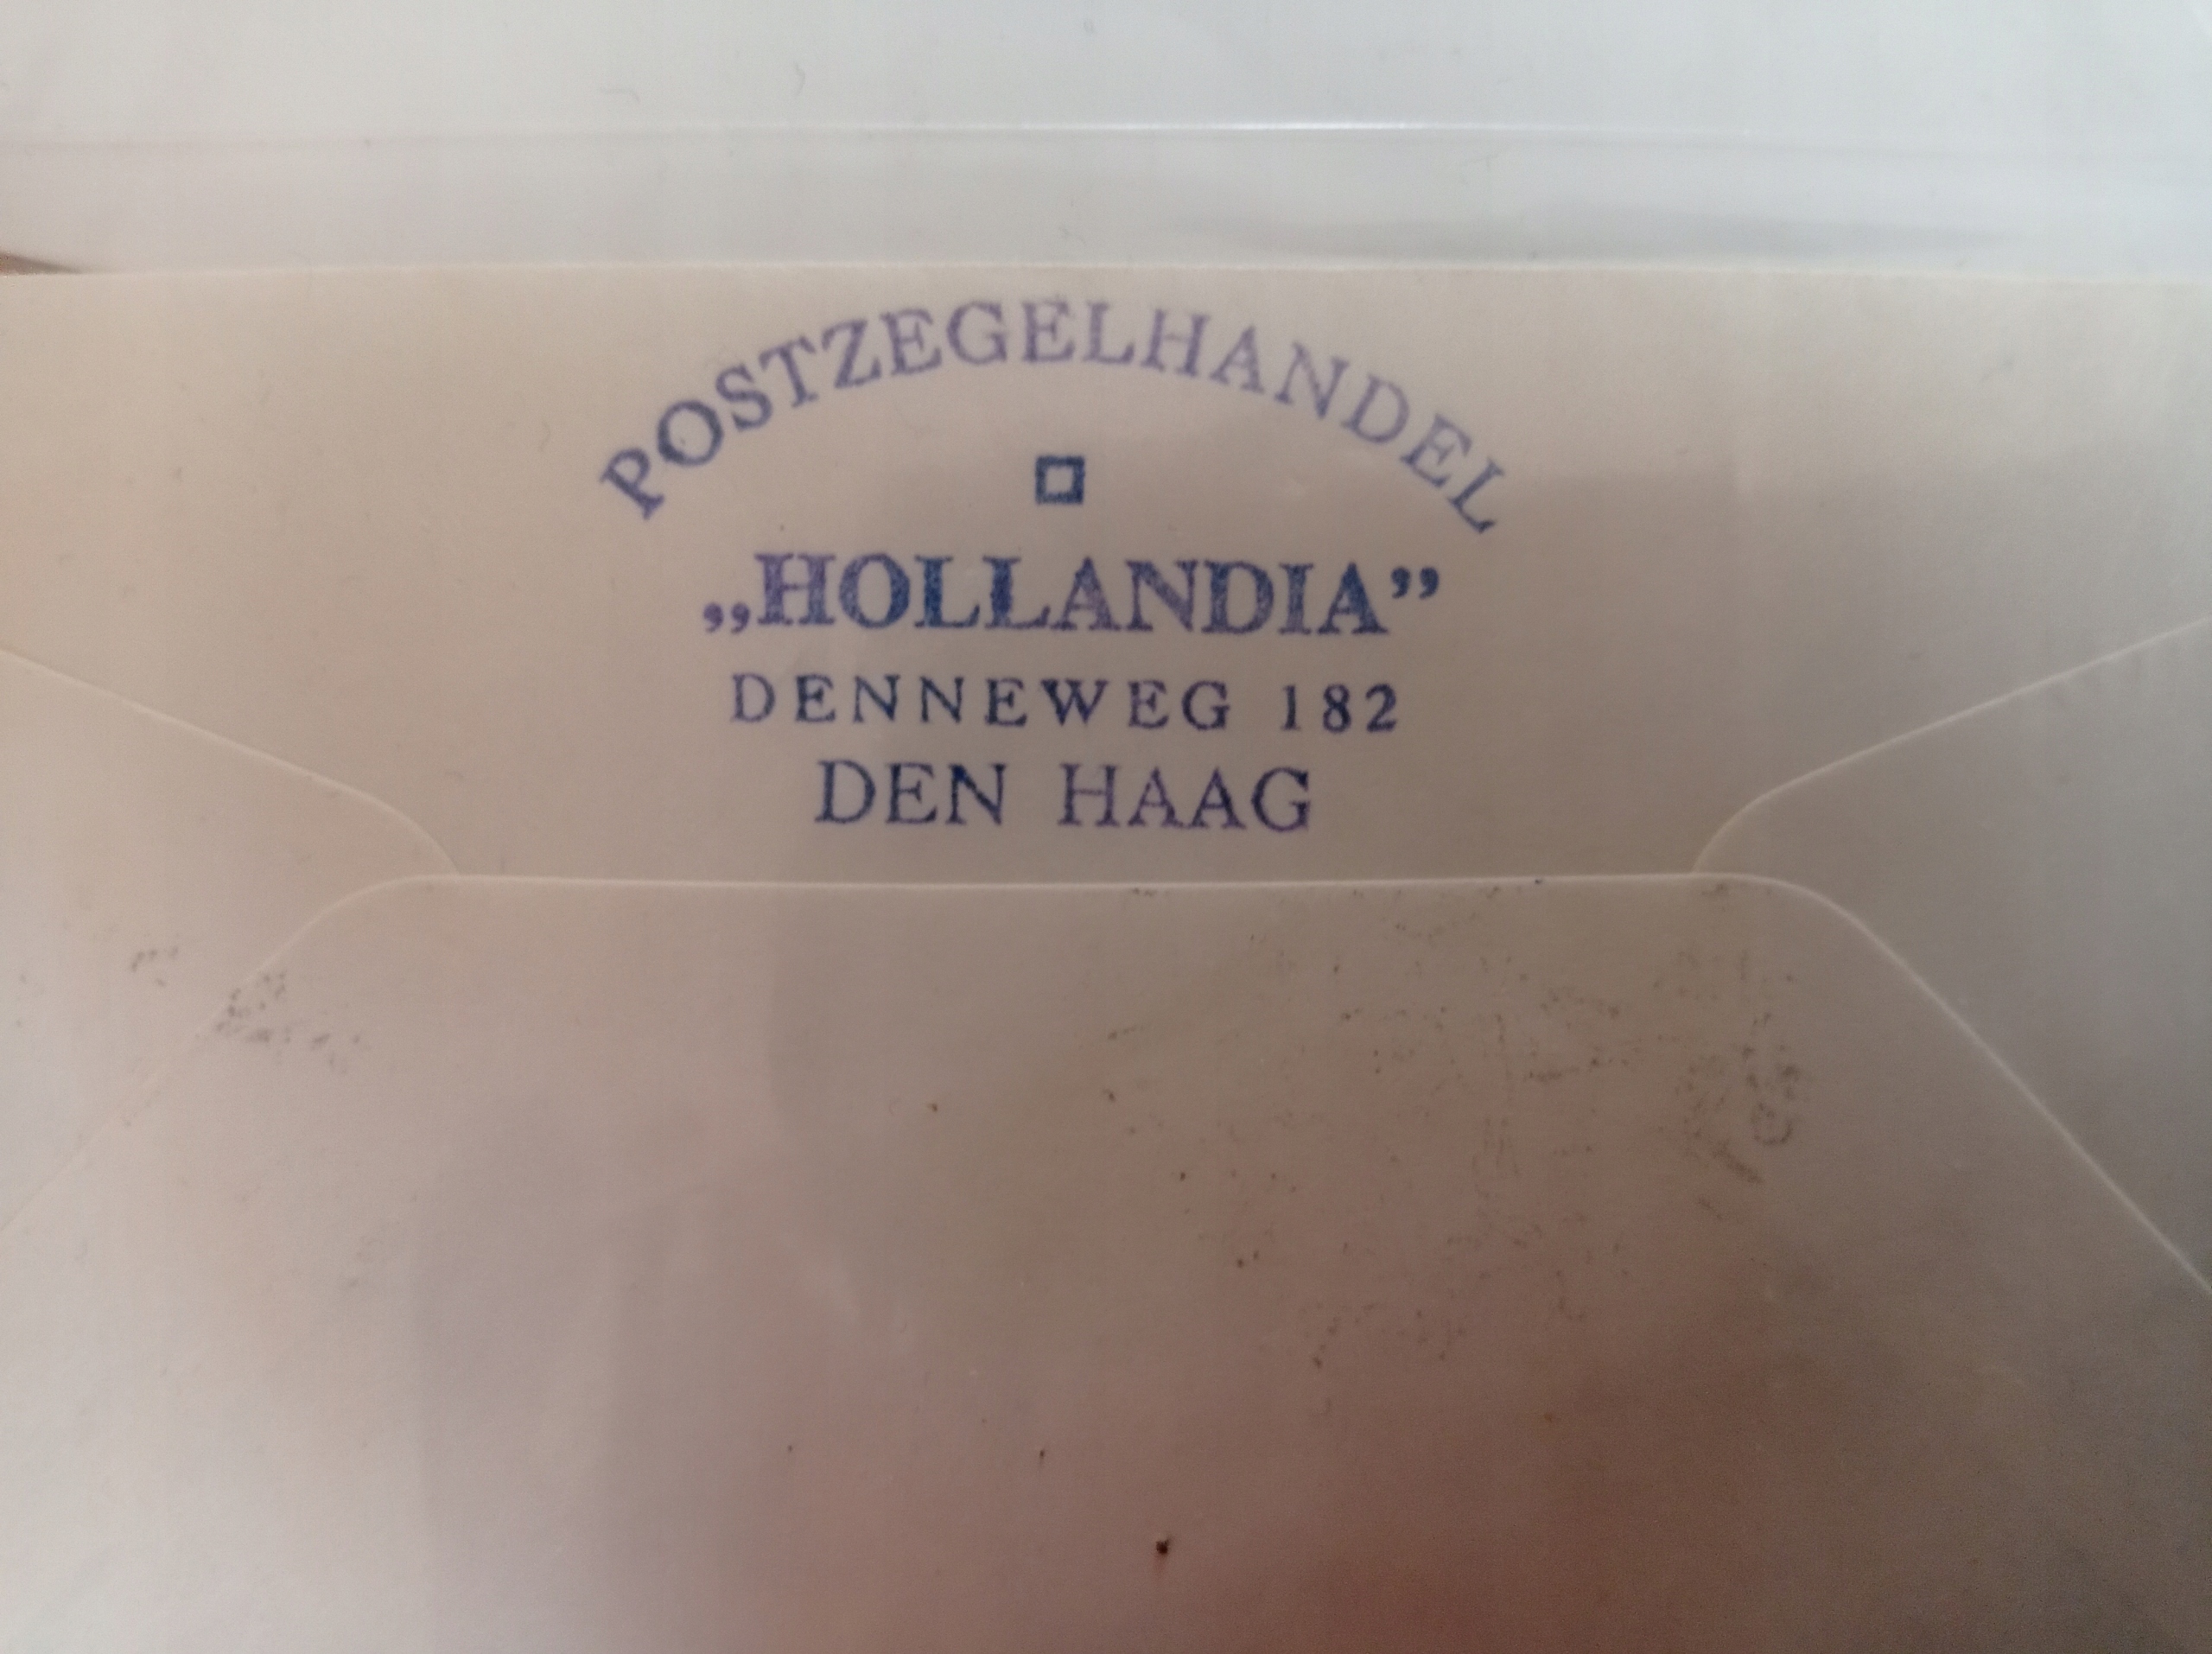 POSTZEGELHANDEL
„HOLLANDIA”
DENNEWEG 182
DEN HAAG